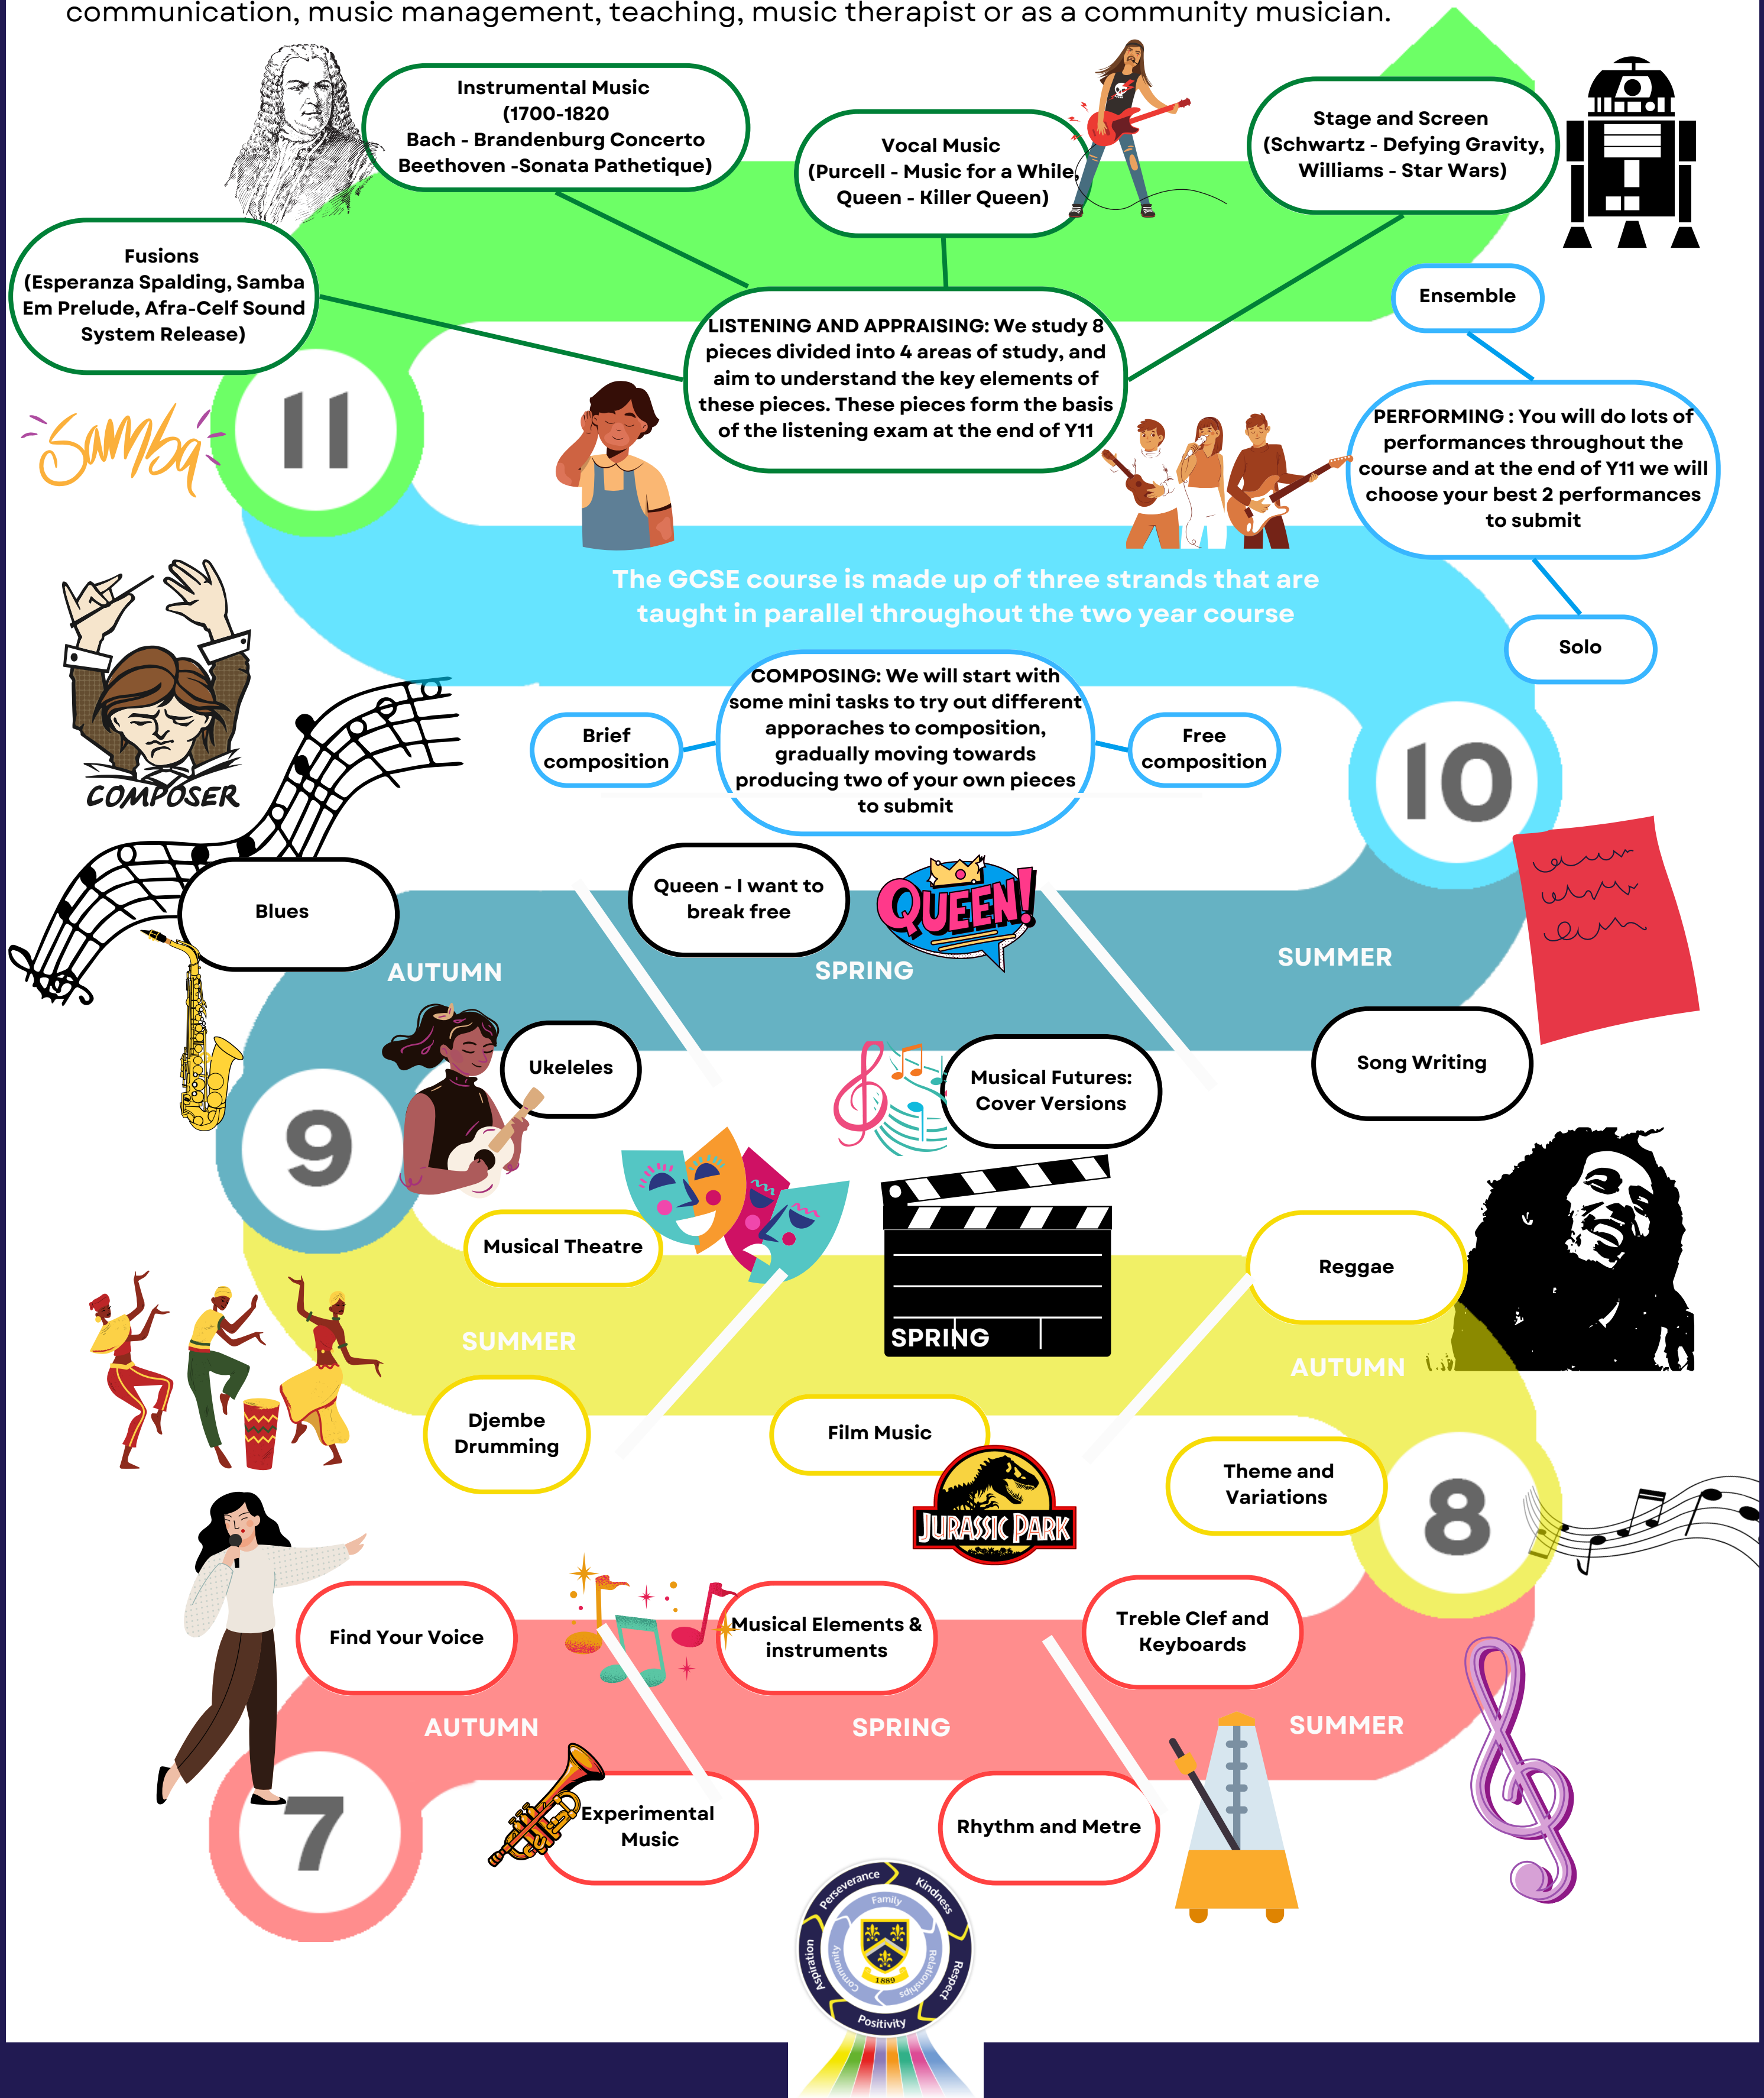 communication, music management, teaching, music therapist or as a community musician.
Instrumental Music
(1700-1820
Bach - Brandenburg Concerto
Beethoven -Sonata Pathetique)
Vocal Music
(Purcell - Music for a While,
Queen - Killer Queen)
Stage and Screen
(Schwartz - Defying Gravity,
Williams - Star Wars)
Fusions
(Esperanza Spalding, Samba
Em Prelude, Afra-Celf Sound
System Release)
Ensemble
LISTENING AND APPRAISING: We study 8
pieces divided into 4 areas of study, and
aim to understand the key elements of
these pieces. These pieces form the basis
of the listening exam at the end of Y11
11
Samba
PERFORMING : You will do lots of
performances throughout the
course and at the end of Y11 we will
choose your best 2 performances
to submit
The GCSE course is made up of three strands that are
taught in parallel throughout the two year course
Solo
COMPOSER
COMPOSING: We will start with
some mini tasks to try out different
apporaches to composition,
gradually moving towards
producing two of your own pieces
to submit
Brief
composition
Free
composition
10
Blues
Queen - I want to
break free
QUEEN!
AUTUMN
SPRING
SUMMER
Ukeleles
Musical Futures:
Cover Versions
Song Writing
9
Musical Theatre
Reggae
SUMMER
SPRING
AUTUMN
Djembe
Drumming
Film Music
JURASSIC PARK
Theme and
Variations
8
Find Your Voice
Musical Elements &
instruments
Treble Clef and
Keyboards
AUTUMN
SPRING
SUMMER
7
Experimental
Music
Rhythm and Metre
Perseverance
Kindness
Respect
Positivity
Aspiration
Family
Relationships
Community
1889